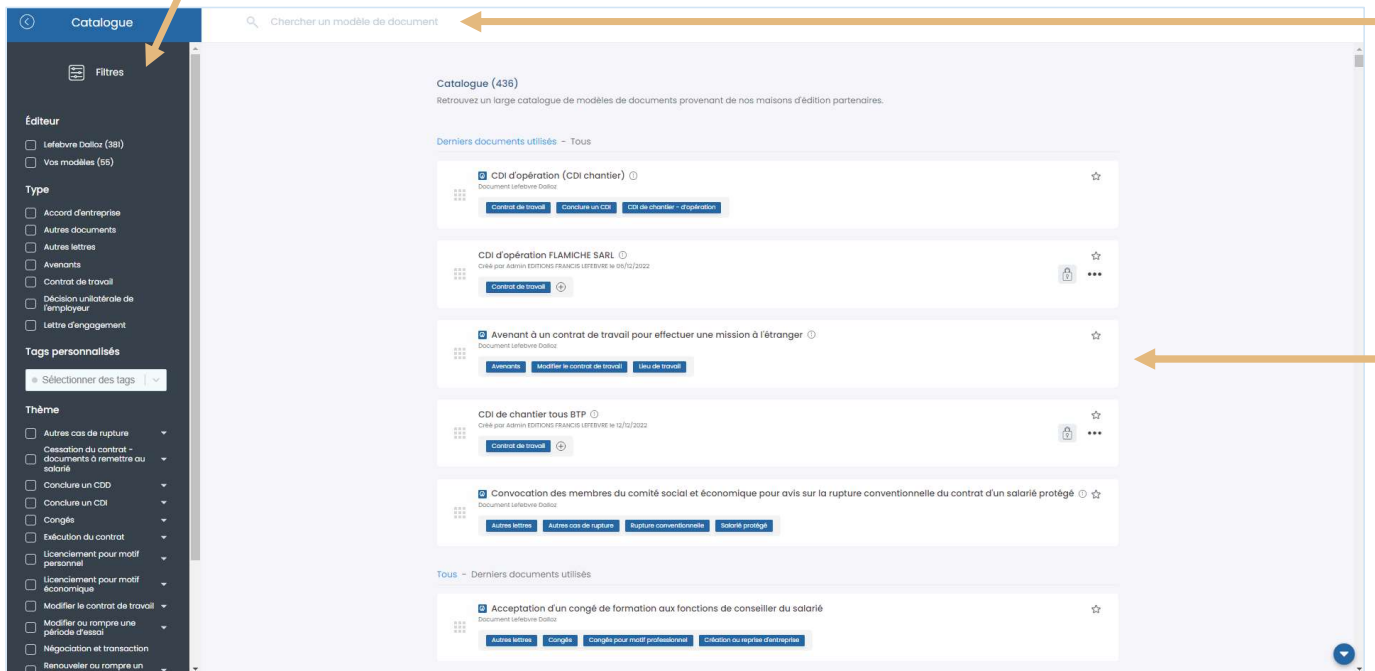 Catalogue
Chercher un modèle de document
Filtres
Éditeur
Lefebvre Dalloz (381)
Vos modèles (55)
Type
Accord d'entreprise
Autres documents
Autres lettres
Avenants
Contrat de travail
Décision unilatérale de
l'employeur
Lettre d'engagement
Tags personnalisés
Sélectionner des tags
Thème
Autres cas de rupture
Cessation du contrat -
documents à remettre au
salarié
Conclure un CDD
Conclure un CDI
Congés
Exécution du contrat
Licenciement pour motif
personnel
Licenciement pour motif
économique
Modifier le contrat de travail
Modifier ou rompre une
période d'essai
Négociation et transaction
Renouveler ou rompre un
Catalogue (436)
Retrouvez un large catalogue de modèles de documents provenant de nos maisons d'édition partenaires.
Derniers documents utilisés - Tous
CDI d'opération (CDI chantier)
Document Lefebvre Dalloz
Contrat de travail Conclure un CDI CDI de chantier - d'opération
CDI d'opération FLAMICHE SARL
Créé par Admin EDITIONS FRANCIS LEFEBVRE le 06/12/2022
Contrat de travail
Avenant à un contrat de travail pour effectuer une mission à l'étranger
Document Lefebvre Dalloz
Avenants Modifier le contrat de travail Lieu de travail
CDI de chantier tous BTP
Créé par Admin EDITIONS FRANCIS LEFEBVRE le 12/12/2022
Contrat de travail
Convocation des membres du comité social et économique pour avis sur la rupture conventionnelle du contrat d'un salarié protégé
Document Lefebvre Dalloz
Autres lettres Autres cas de rupture Rupture conventionnelle Salarié protégé
Tous - Derniers documents utilisés
Acceptation d'un congé de formation aux fonctions de conseiller du salarié
Document Lefebvre Dalloz
Autres lettres Congés Congés pour motif professionnel Création ou reprise d'entreprise